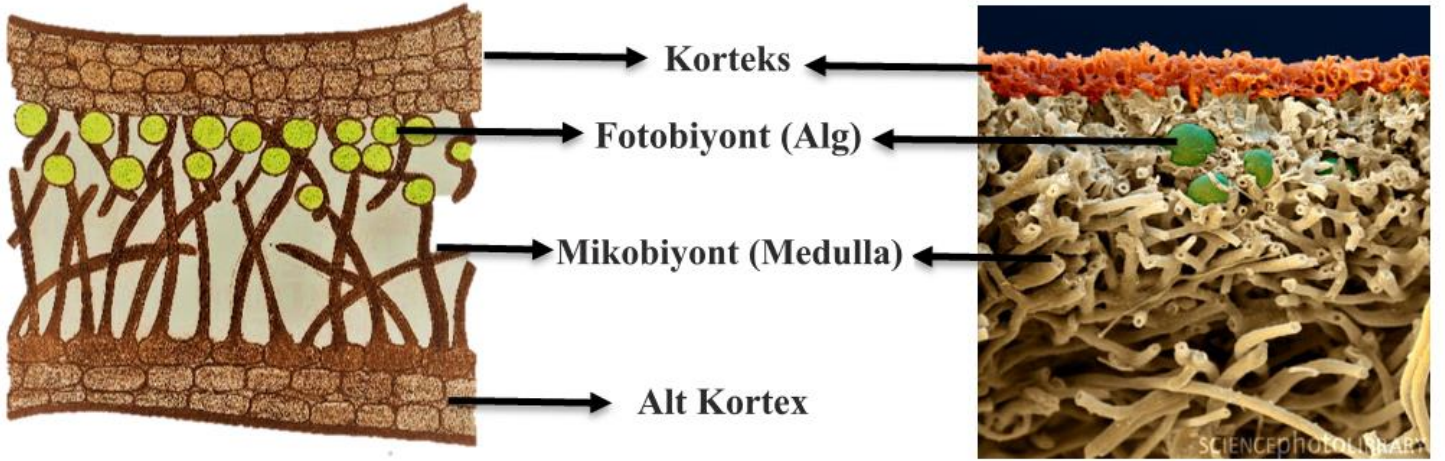 Korteks
Fotobiyont (Alg)
Mikobiyont (Medulla)
Alt Kortex
SCIENCEphotoLIBRARY